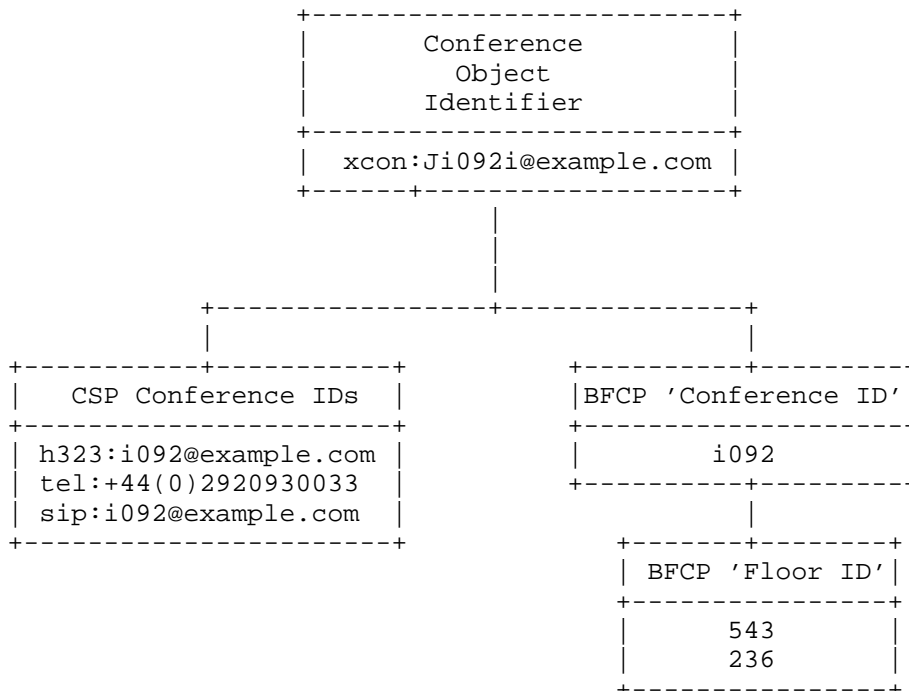 Conference
Object
Identifier
xcon:Ji092i@example.com
CSP Conference IDs
h323:i092@example.com
tel:+44(0)2920930033
sip:i092@example.com
BFCP 'Conference ID'
i092
BFCP 'Floor ID'
543
236